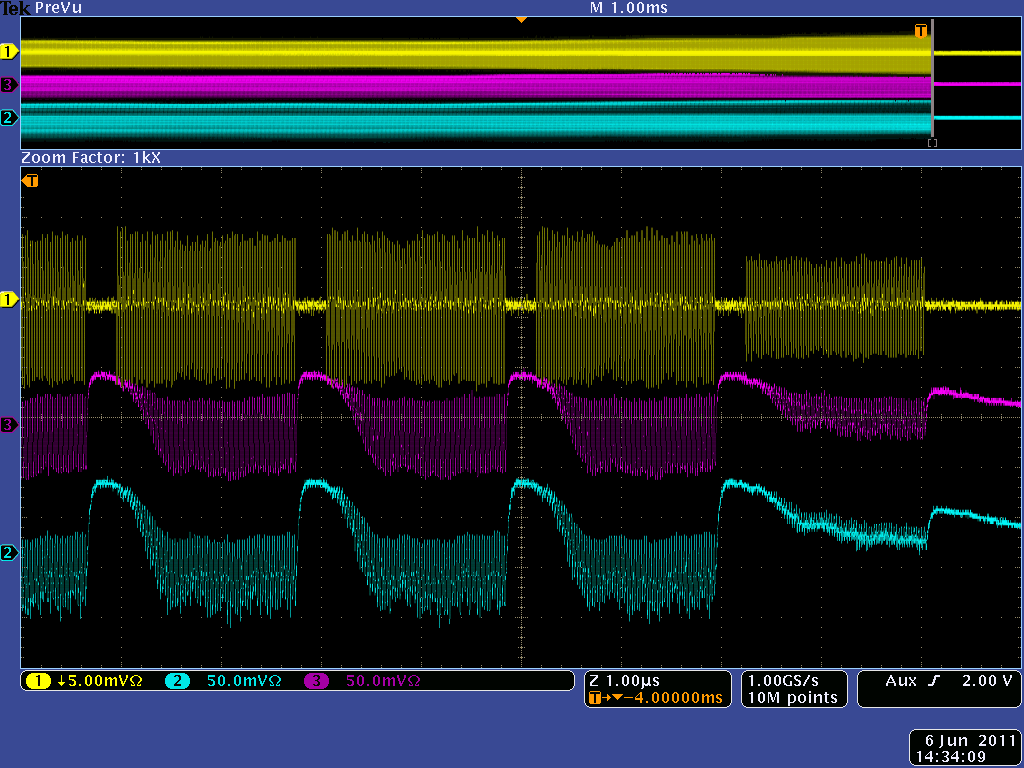 Tek PreVu M 1.00ms
T
1
3
2
[]
Zoom Factor: 1kX
T
1
3
2
1 ↓5.00mVΩ 2 50.0mVΩ 3 50.0mVΩ
Z 1.00µs
T→▼−4.00000ms
1.00GS/s
10M points
Aux ∫ 2.00 V
6 Jun 2011
14:34:09